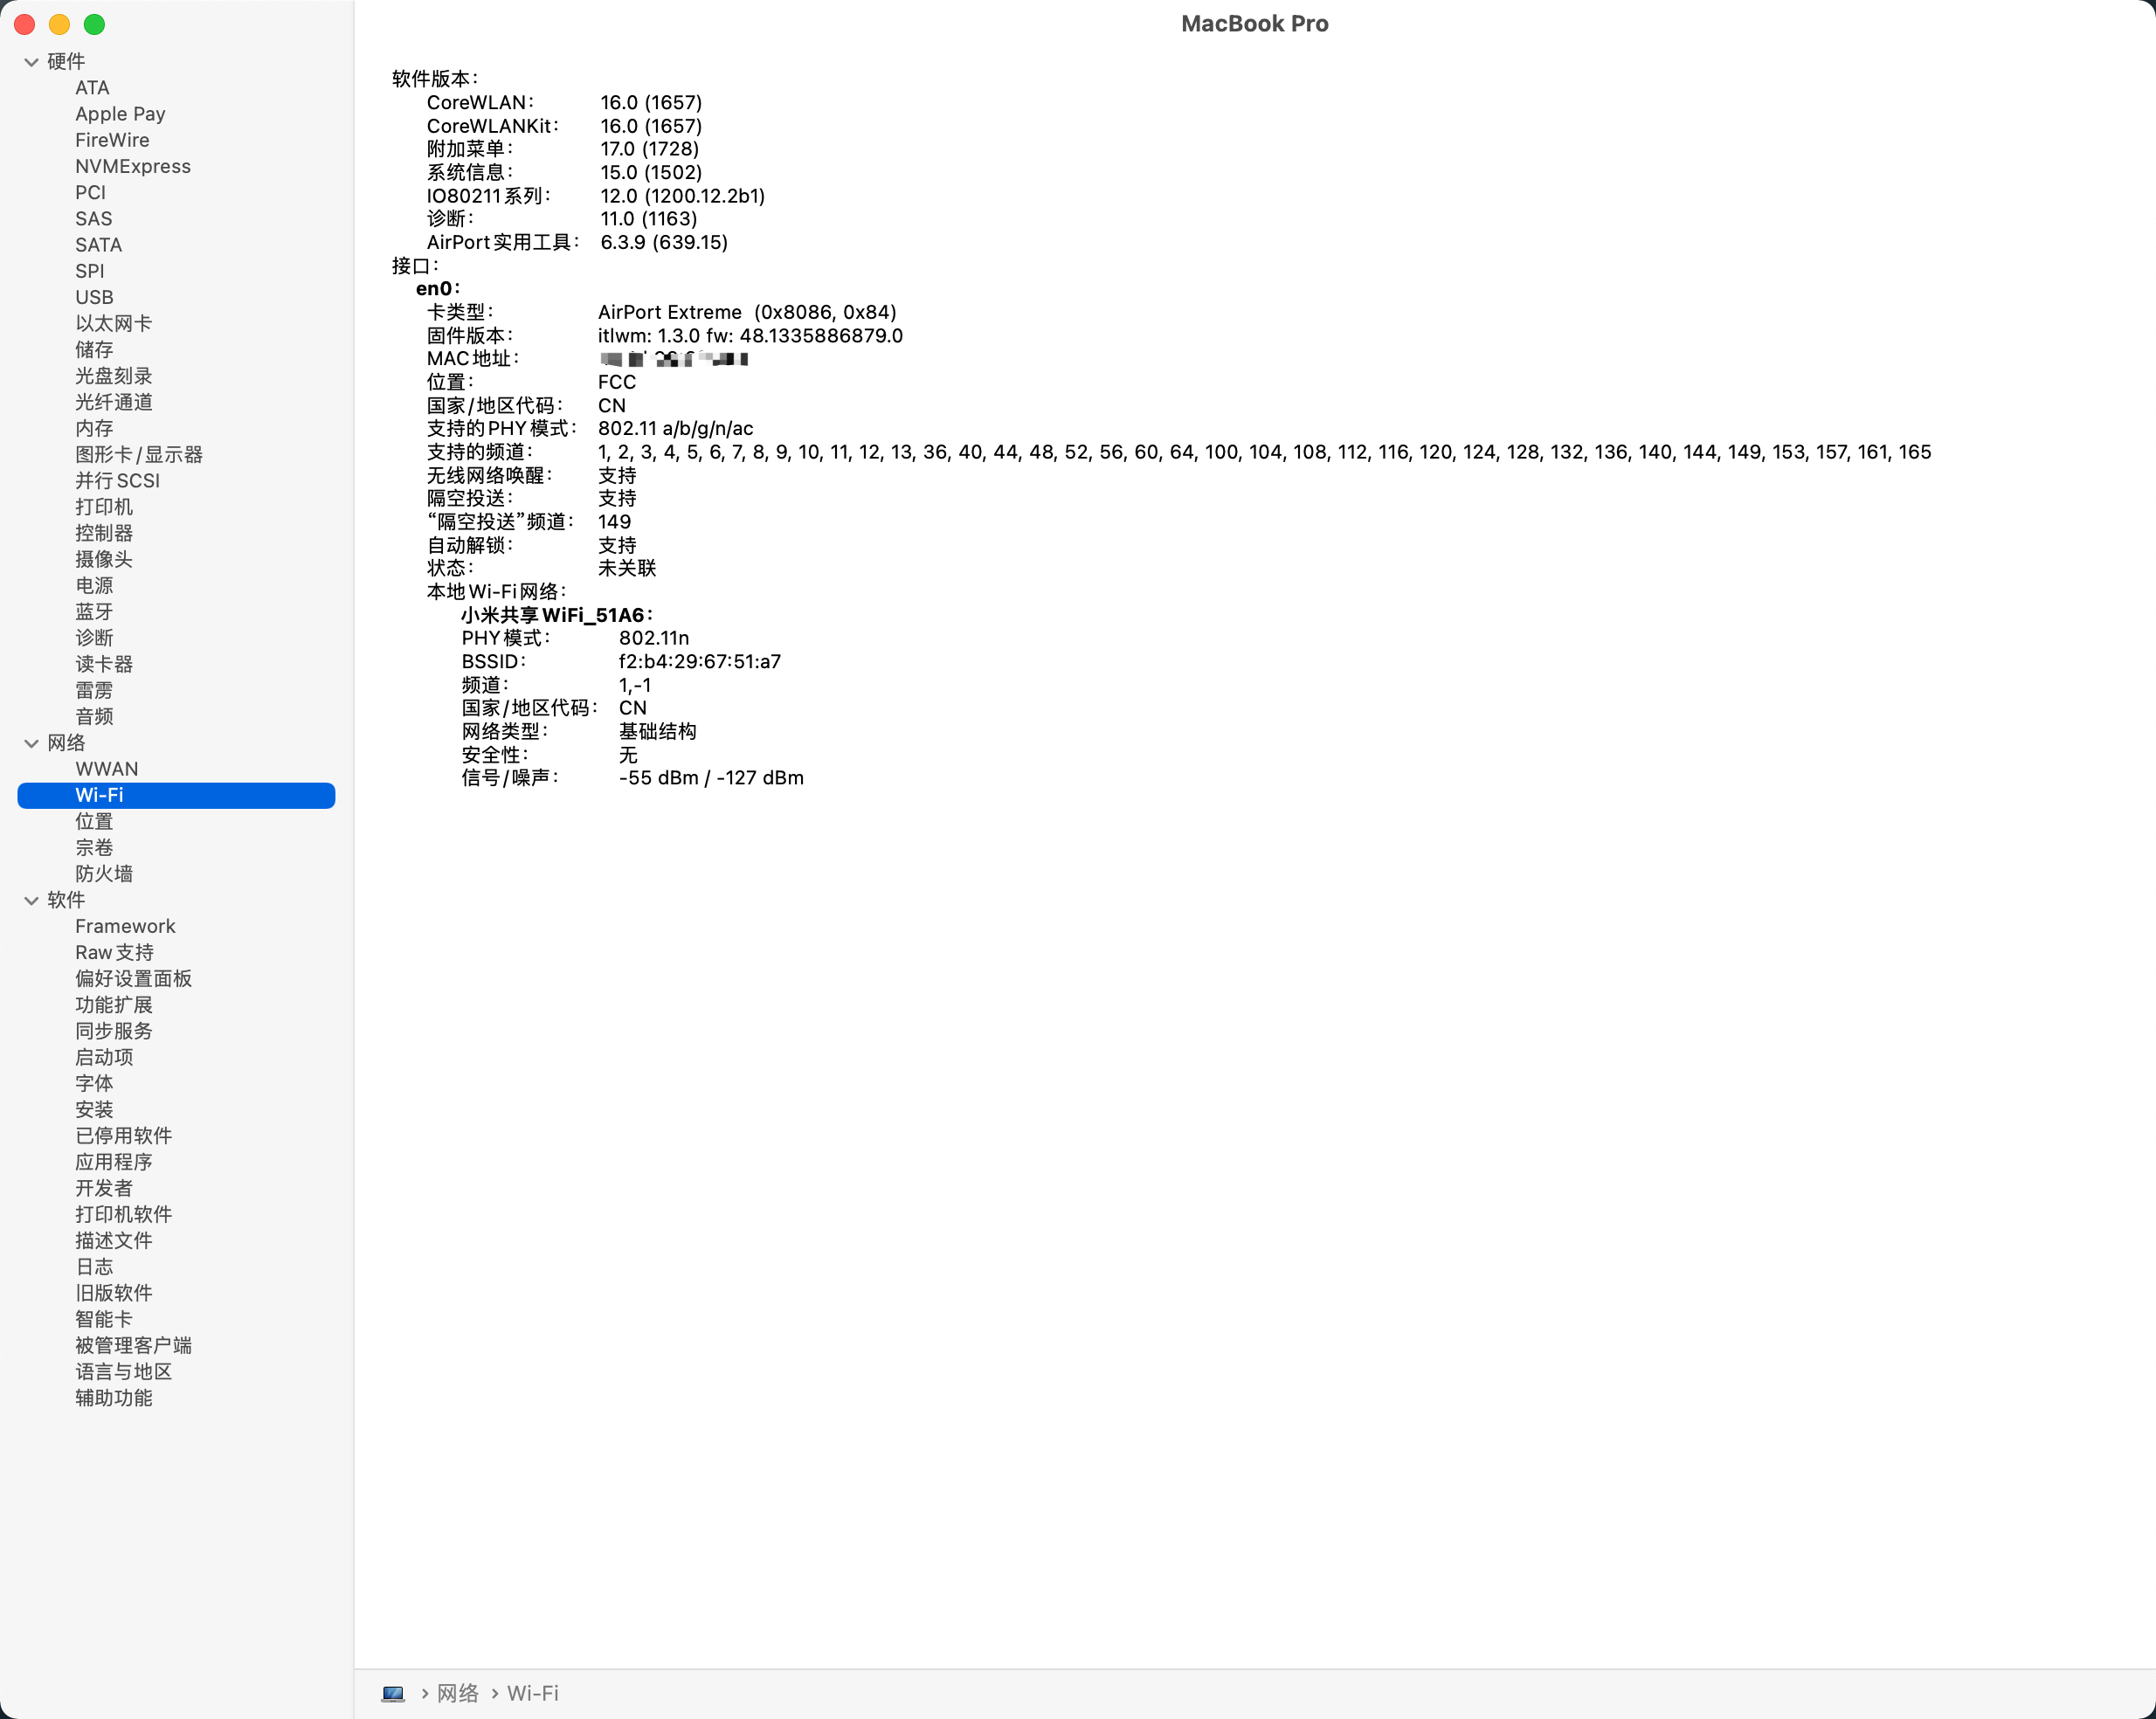 MacBook Pro
硬件
ATA
Apple Pay
FireWire
NVMExpress
PCI
SAS
SATA
SPI
USB
以太网卡
储存
光盘刻录
光纤通道
内存
图形卡/显示器
并行SCSI
打印机
控制器
摄像头
电源
蓝牙
诊断
读卡器
雷雳
音频
网络
WWAN
Wi-Fi
位置
宗卷
防火墙
软件
Framework
Raw支持
偏好设置面板
功能扩展
同步服务
启动项
字体
安装
已停用软件
应用程序
开发者
打印机软件
描述文件
日志
旧版软件
智能卡
被管理客户端
语言与地区
辅助功能
软件版本：
CoreWLAN： 16.0 (1657)
CoreWLANKit： 16.0 (1657)
附加菜单： 17.0 (1728)
系统信息： 15.0 (1502)
IO80211系列： 12.0 (1200.12.2b1)
诊断： 11.0 (1163)
AirPort实用工具： 6.3.9 (639.15)
接口：
en0：
卡类型： AirPort Extreme (0x8086, 0x84)
固件版本： itlwm: 1.3.0 fw: 48.1335886879.0
MAC地址：
位置： FCC
国家/地区代码： CN
支持的PHY模式： 802.11 a/b/g/n/ac
支持的频道： 1, 2, 3, 4, 5, 6, 7, 8, 9, 10, 11, 12, 13, 36, 40, 44, 48, 52, 56, 60, 64, 100, 104, 108, 112, 116, 120, 124, 128, 132, 136, 140, 144, 149, 153, 157, 161, 165
无线网络唤醒： 支持
隔空投送： 支持
“隔空投送”频道： 149
自动解锁： 支持
状态： 未关联
本地Wi-Fi网络：
小米共享WiFi_51A6：
PHY模式： 802.11n
BSSID： f2:b4:29:67:51:a7
频道： 1,-1
国家/地区代码： CN
网络类型： 基础结构
安全性： 无
信号/噪声： -55 dBm / -127 dBm
› 网络 › Wi-Fi